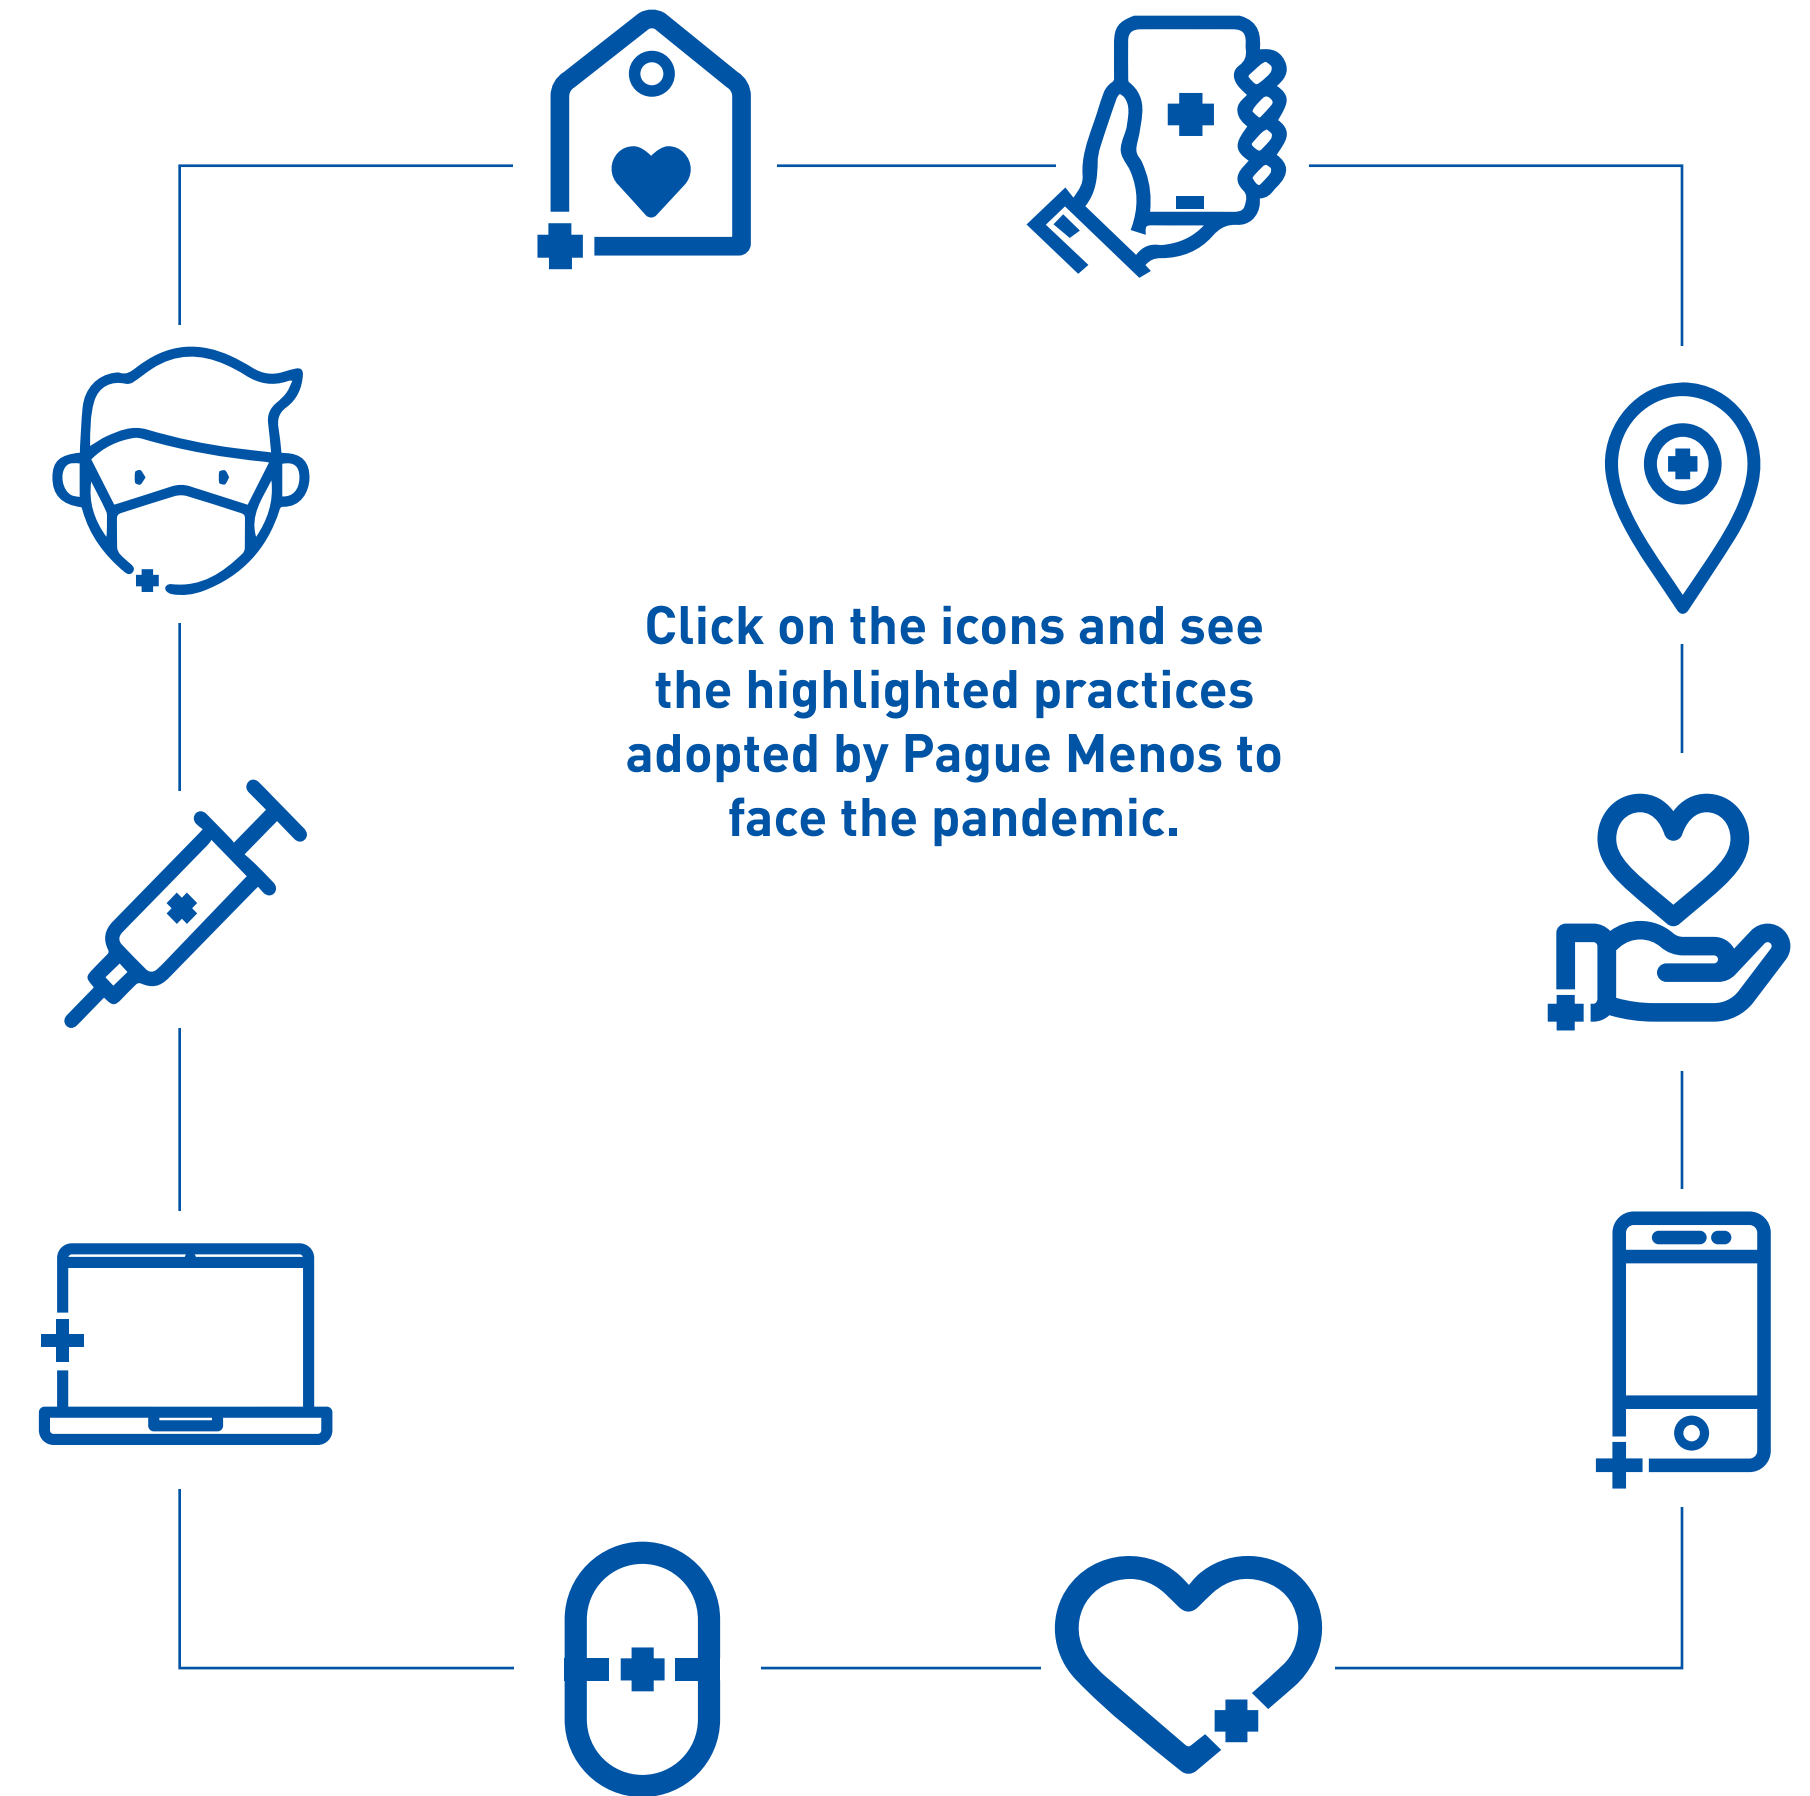 Click on the icons and see
the highlighted practices
adopted by Pague Menos to
face the pandemic.